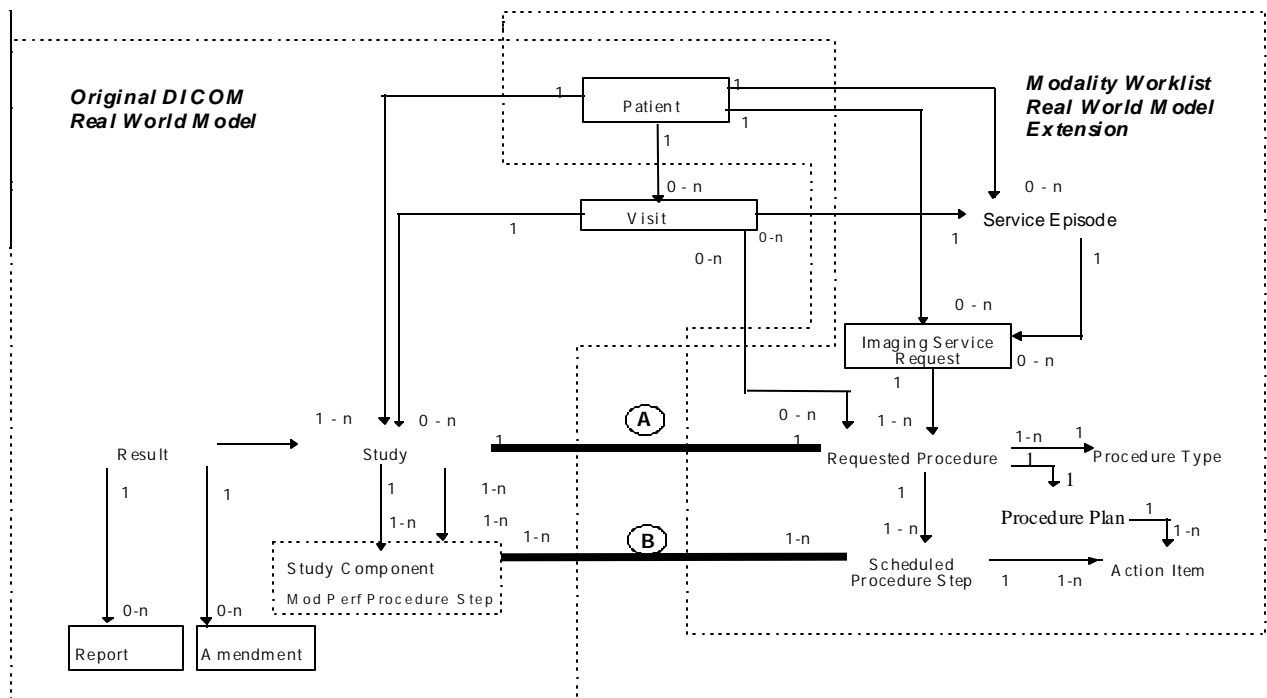 Original DICOM
Real World Model
Modality Worklist
Real World Model
Extension
1
Patient
1
1
1
0 - n
0 - n
1
Visit
0-n
0-n
1
Service Episode
1
0 - n
Imaging Service
Request
0 - n
1
1 - n
0 - n
A
0 - n
1 - n
Result
Study
1
1
Requested Procedure
1-n
1
Procedure Type
1
1
1
1
1
1-n
1-n
1-n
1-n
B
1-n
1
1 - n
Procedure Plan
1
1-n
Study Component
Mod Perf Procedure Step
Scheduled
Procedure Step
1
1-n
Action Item
0-n
0-n
Report
Amendment